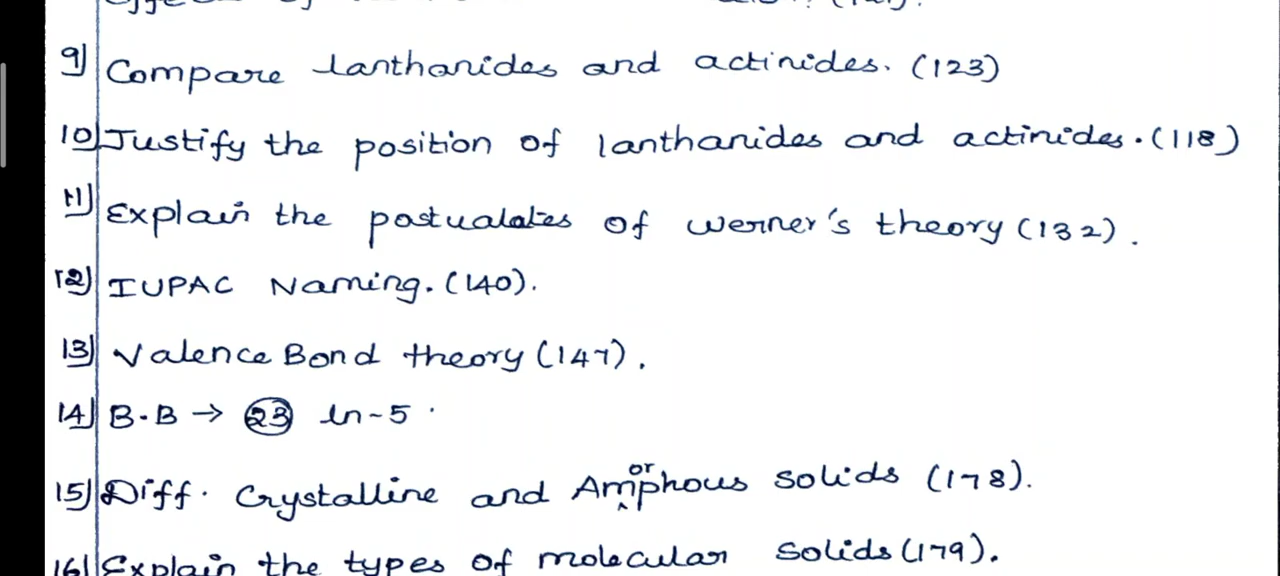 9) Compare lanthanides and actinides. (123)
10) Justify the position of lanthanides and actinides. (118)
11) Explain the postualates of werner's theory (132).
12) IUPAC Naming. (140).
13) Valence Bond theory (147).
14) B.B → 23 ln-5.
15) Diff. Crystalline and Amorphous solids (178).
16) Explain the types of molecular solids (179).